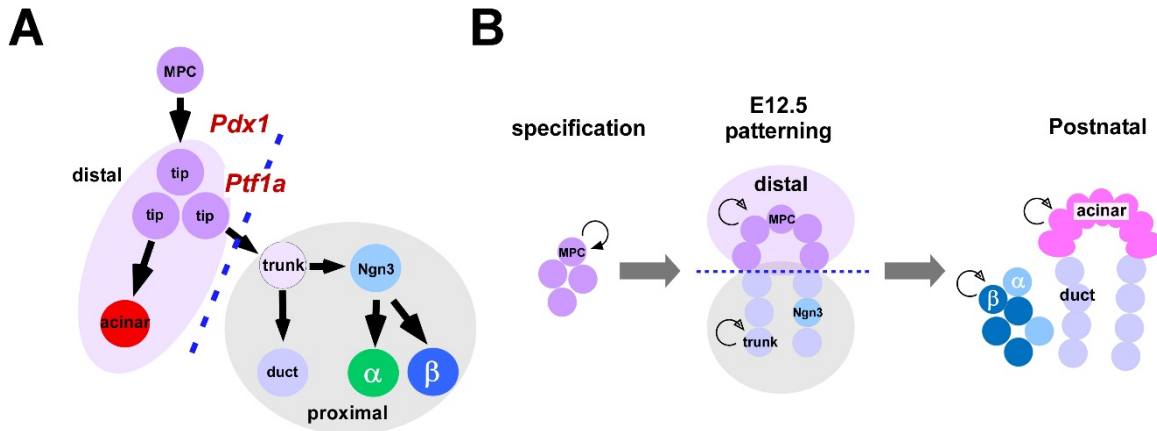 A
MPC
Pdx1
distal
tip
Ptf1a
tip
tip
trunk
Ngn3
acinar
duct
α
β
proximal
B
specification
E12.5
patterning
Postnatal
distal
MPC
MPC
acinar
Ngn3
trunk
α
β
duct